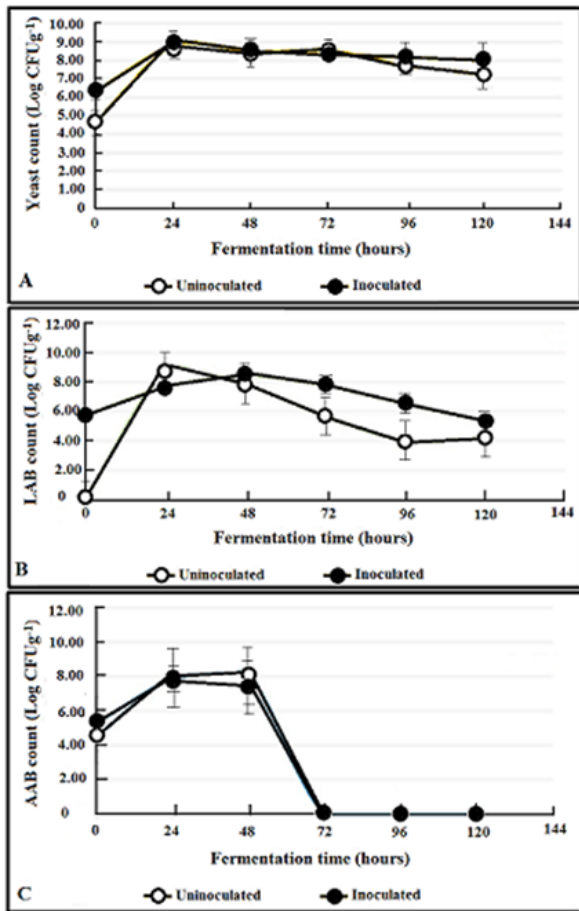 10.00
9.00
8.00
7.00
6.00
5.00
4.00
3.00
2.00
1.00
0
Yeast count (Log CFUg-1)
0 24 48 72 96 120 144
Fermentation time (hours)
A
Uninoculated Inoculated
12.00
10.00
8.00
6.00
4.00
2.00
0
LAB count (Log CFUg-1)
0 24 48 72 96 120 144
Fermentation time (hours)
B
Uninoculated Inoculated
12.00
10.00
8.00
6.00
4.00
2.00
0
AAB count (Log CFUg-1)
0 24 48 72 96 120 144
Fermentation time (hours)
C
Uninoculated Inoculated